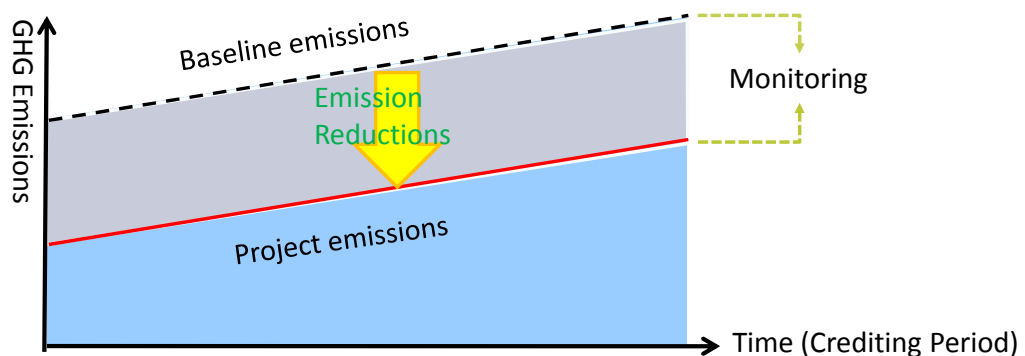 GHG Emissions
Baseline emissions
Emission
Reductions
Monitoring
Project emissions
Time (Crediting Period)